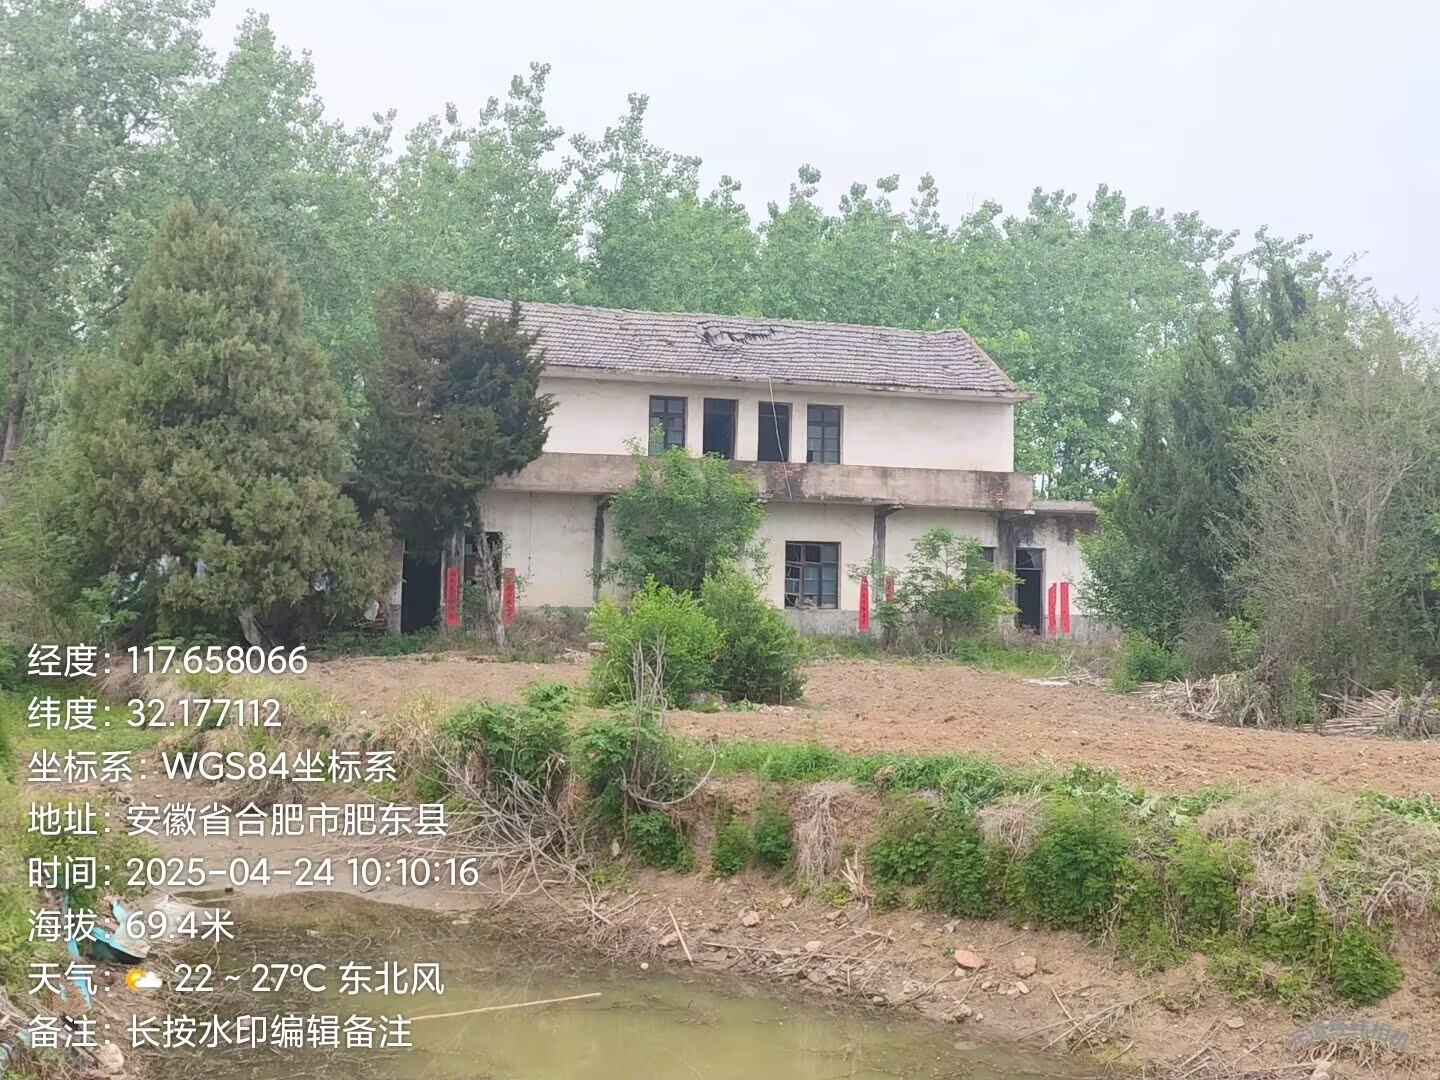 经度: 117.658066
纬度: 32.177112
坐标系: WGS84坐标系
地址: 安徽省合肥市肥东县
时间: 2025-04-24 10:10:16
海拔: 69.4米
天气: 22 ~ 27℃ 东北风
备注: 长按水印编辑备注